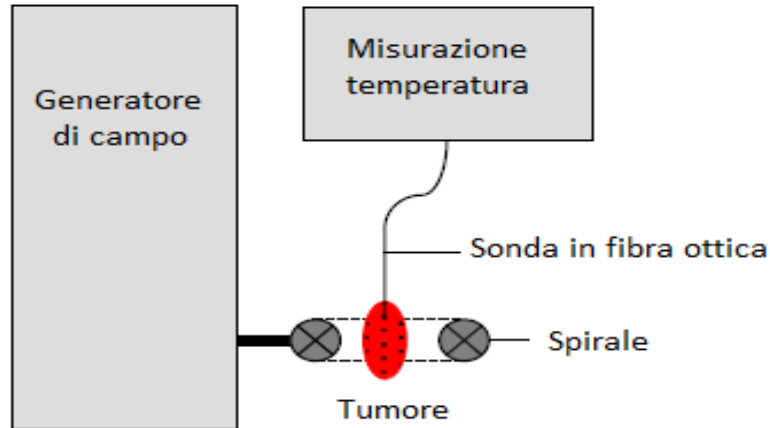 Generatore
di campo
Misurazione
temperatura
Sonda in fibra ottica
Spirale
Tumore